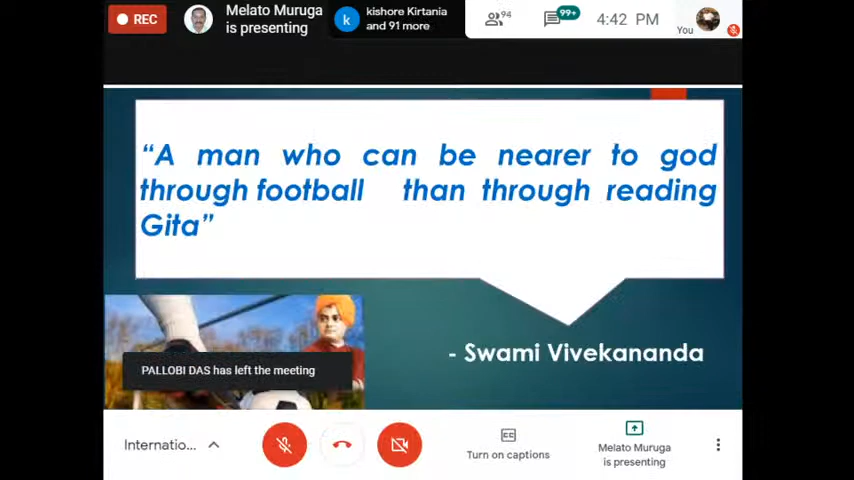 REC
Melato Muruga
is presenting
k
kishore Kirtania
and 91 more
94
99+
4:42 PM
You
“A man who can be nearer to god
through football than through reading
Gita”
- Swami Vivekananda
PALLOBI DAS has left the meeting
Internatio...
Turn on captions
Melato Muruga
is presenting